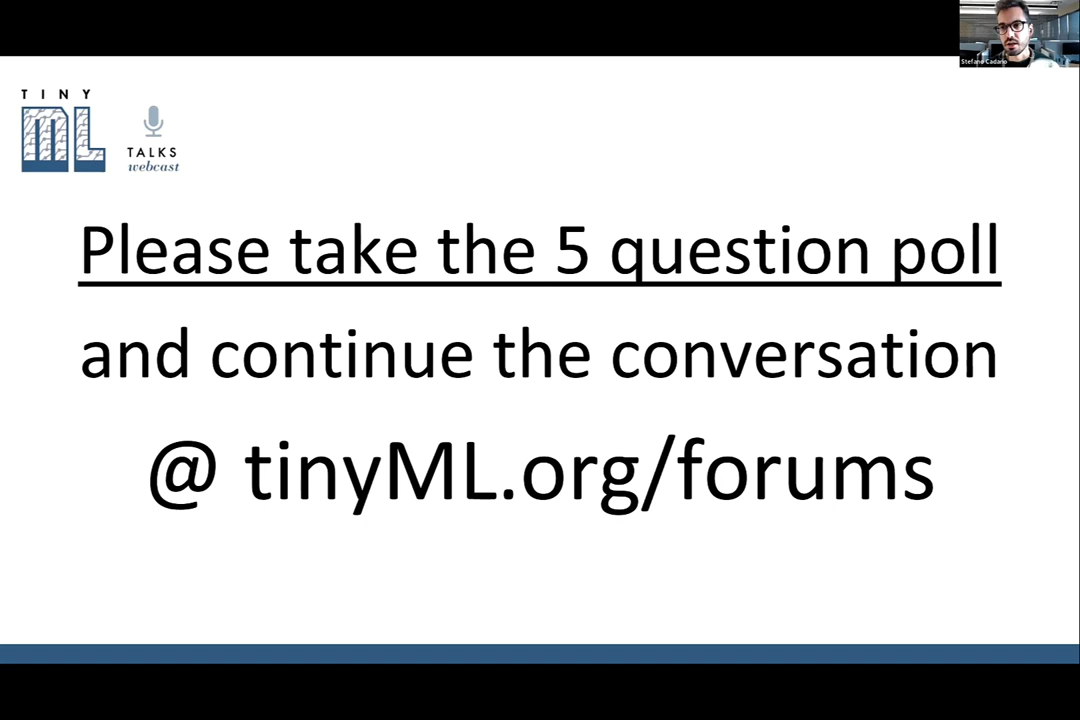 Stefano Cadario
TINY
ML
TALKS
webcast
Please take the 5 question poll
and continue the conversation
@ tinyML.org/forums